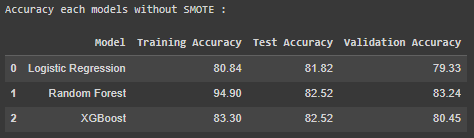 Accuracy each models without SMOTE :
Model Training Accuracy Test Accuracy Validation Accuracy
0 Logistic Regression 80.84 81.82 79.33
1 Random Forest 94.90 82.52 83.24
2 XGBoost 83.30 82.52 80.45